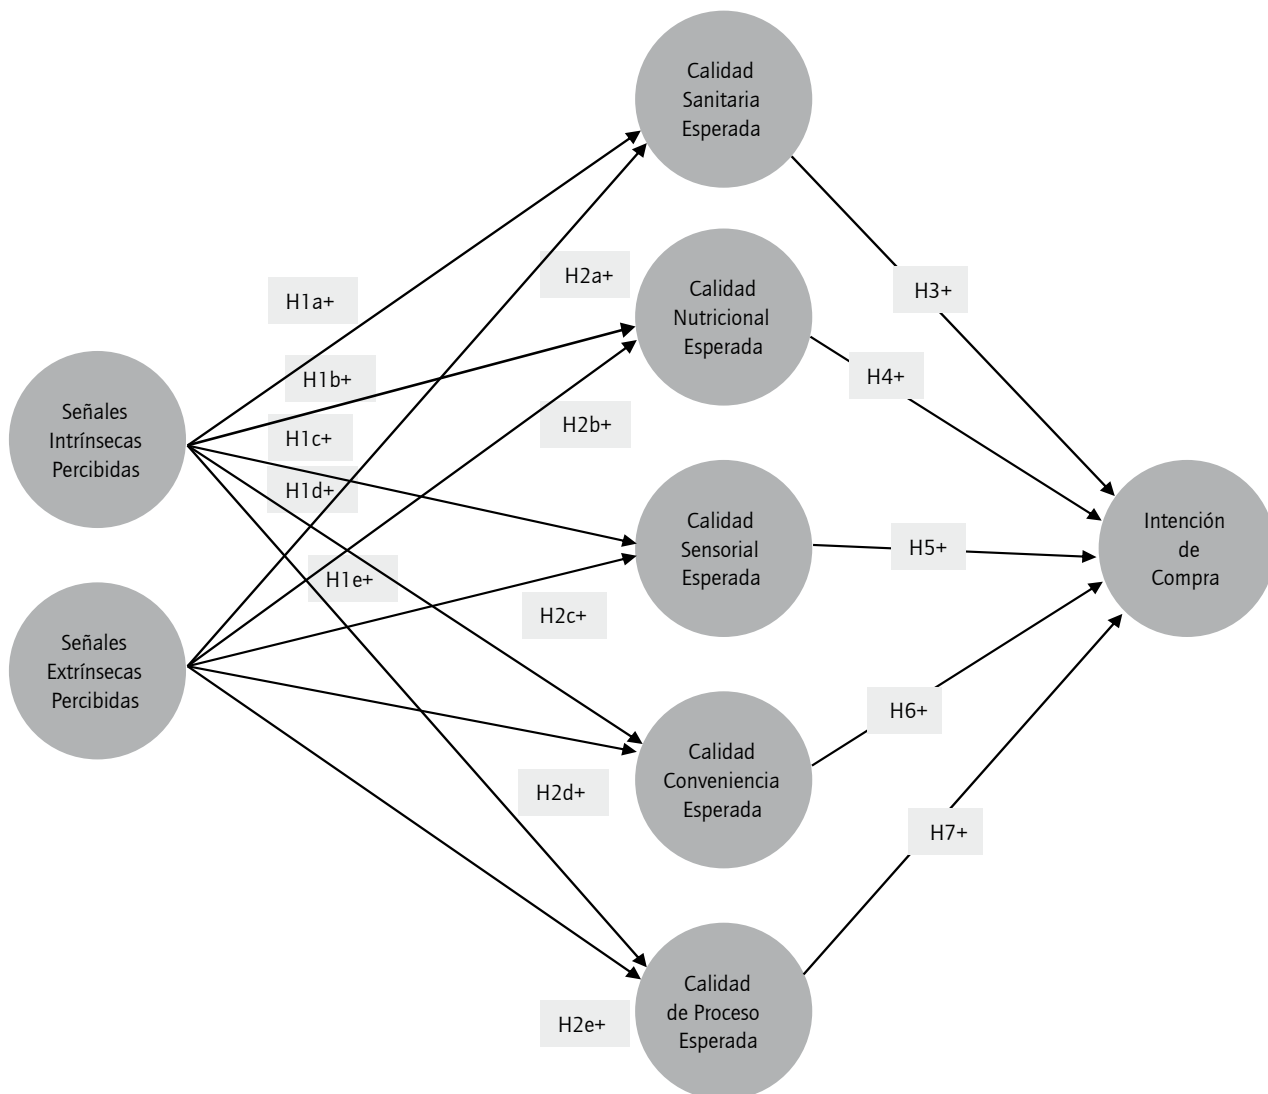 Calidad
Sanitaria
Esperada
H1a+
H2a+
Calidad
Nutricional
Esperada
H3+
H1b+
H4+
Señales
Intrínsecas
Percibidas
H1c+
H2b+
H1d+
Calidad
Sensorial
Esperada
H5+
Intención
de
Compra
H1e+
H2c+
Señales
Extrínsecas
Percibidas
H6+
Calidad
Conveniencia
Esperada
H2d+
H7+
Calidad
de Proceso
Esperada
H2e+